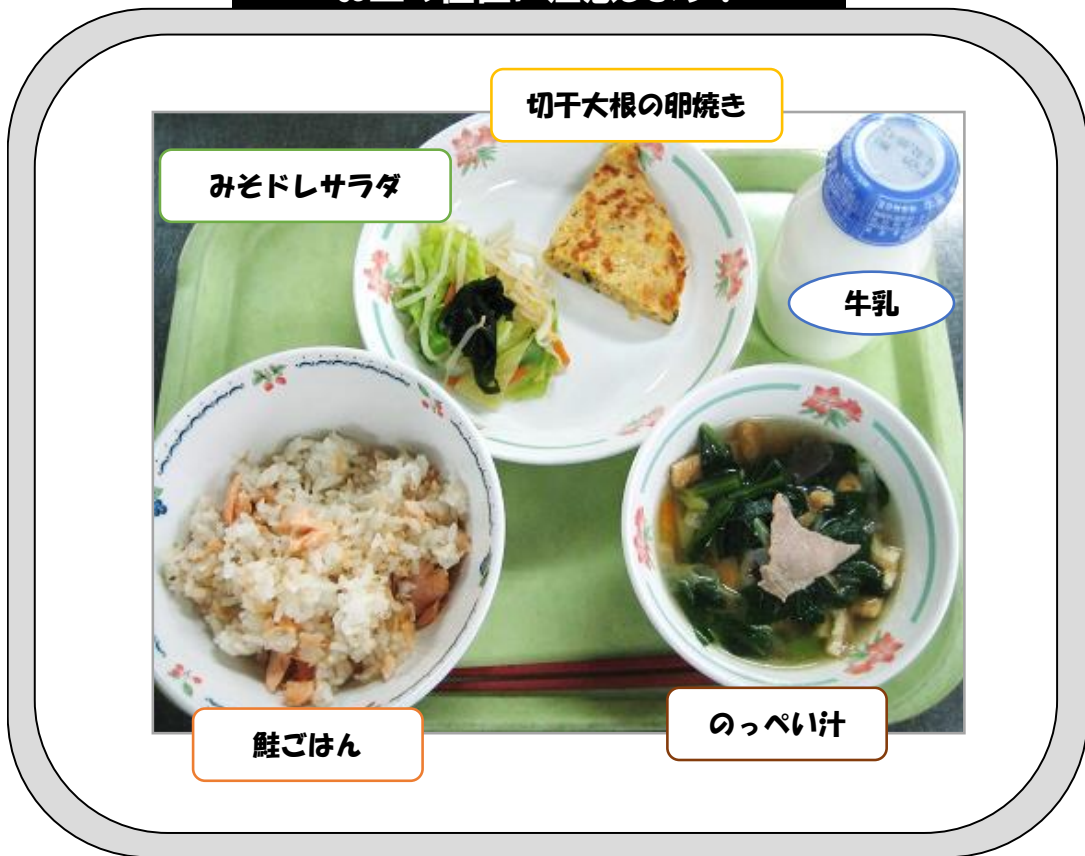 切干大根の卵焼き
みそドレサラダ
牛乳
のっぺい汁
鮭ごはん